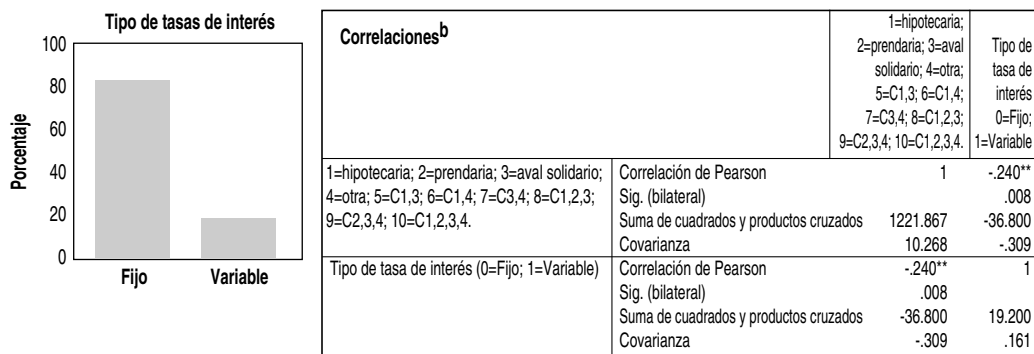 Tipo de tasas de interés
Porcentaje
100
80
60
40
20
0
Fijo Variable
Correlacionesb
1=hipotecaria;
2=prendaria; 3=aval
solidario; 4=otra;
5=C1,3; 6=C1,4;
7=C3,4; 8=C1,2,3;
9=C2,3,4; 10=C1,2,3,4.
Tipo de
tasa de
interés
0=Fijo;
1=Variable
1=hipotecaria; 2=prendaria; 3=aval solidario;
4=otra; 5=C1,3; 6=C1,4; 7=C3,4; 8=C1,2,3;
9=C2,3,4; 10=C1,2,3,4.
Correlación de Pearson 1 -.240**
Sig. (bilateral) .008
Suma de cuadrados y productos cruzados 1221.867 -36.800
Covarianza 10.268 -.309
Tipo de tasa de interés (0=Fijo; 1=Variable)
Correlación de Pearson -.240** 1
Sig. (bilateral) .008
Suma de cuadrados y productos cruzados -36.800 19.200
Covarianza -.309 .161